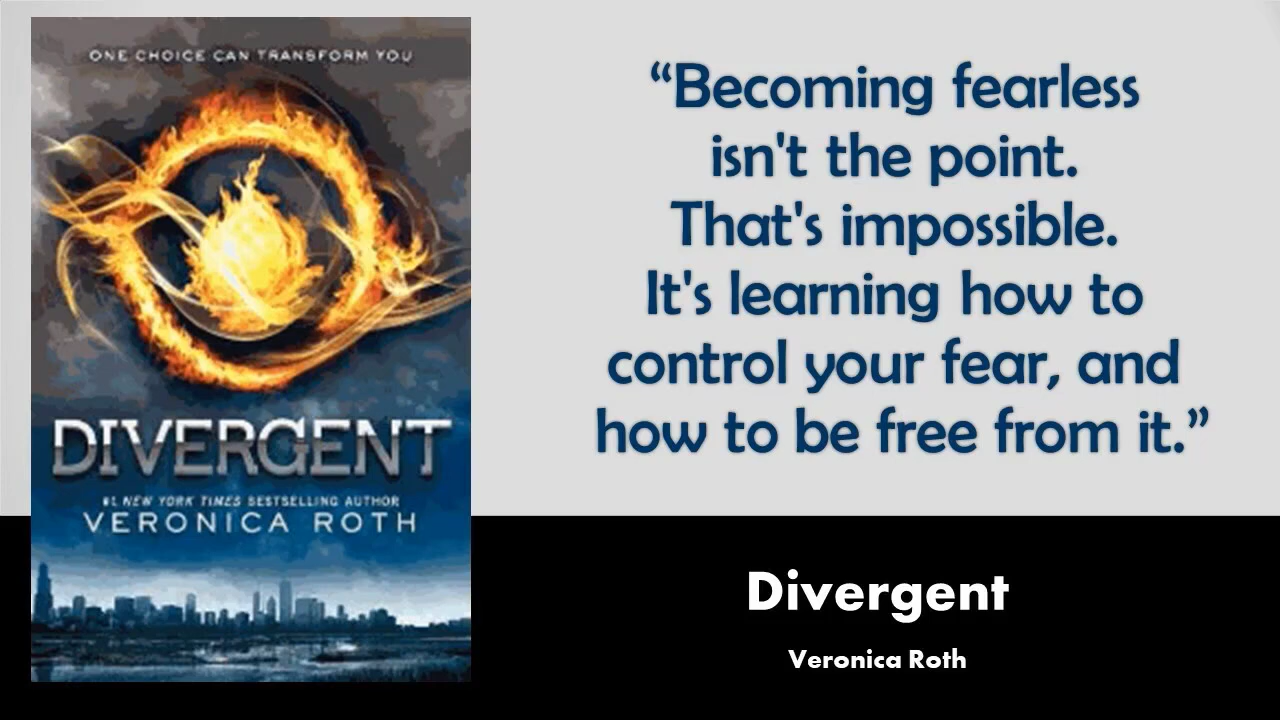 ONE CHOICE CAN TRANSFORM YOU
DIVERGENT
#1 NEW YORK TIMES BESTSELLING AUTHOR
VERONICA ROTH
“Becoming fearless
isn't the point.
That's impossible.
It's learning how to
control your fear, and
how to be free from it.”
Divergent
Veronica Roth